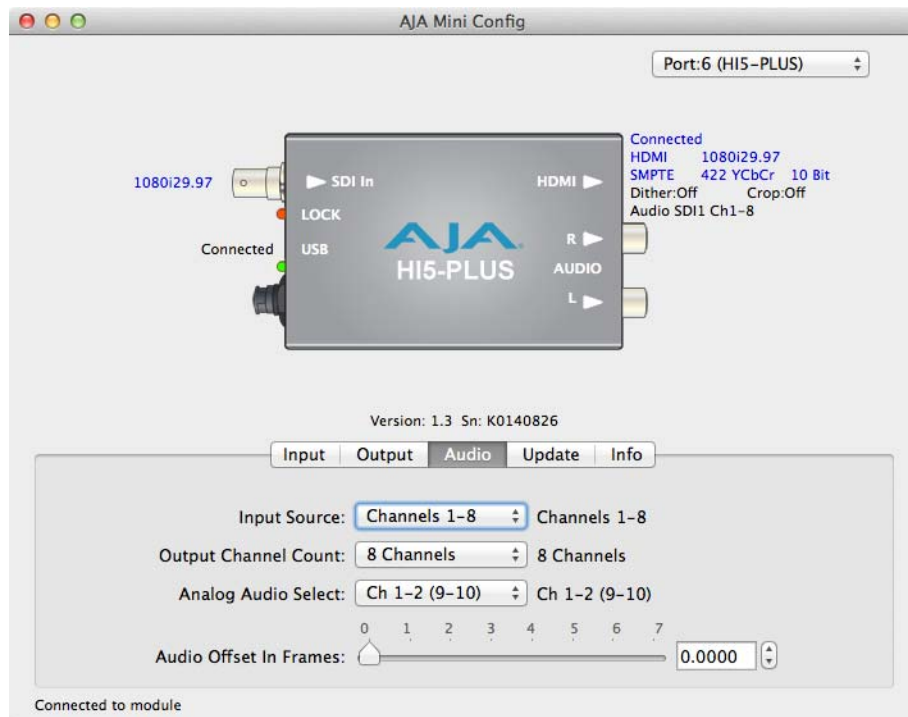 AJA Mini Config
Port:6 (HI5-PLUS)
1080i29.97
SDI In
HDMI
Connected
HDMI 1080i29.97
SMPTE 422 YCbCr 10 Bit
Dither:Off Crop:Off
Audio SDI1 Ch1-8
LOCK
Connected
USB
AJA
HI5-PLUS
R
AUDIO
L
Version: 1.3 Sn: K0140826
Input Output Audio Update Info
Input Source: Channels 1-8 Channels 1-8
Output Channel Count: 8 Channels 8 Channels
Analog Audio Select: Ch 1-2 (9-10) Ch 1-2 (9-10)
0 1 2 3 4 5 6 7
Audio Offset In Frames: 0.0000
Connected to module